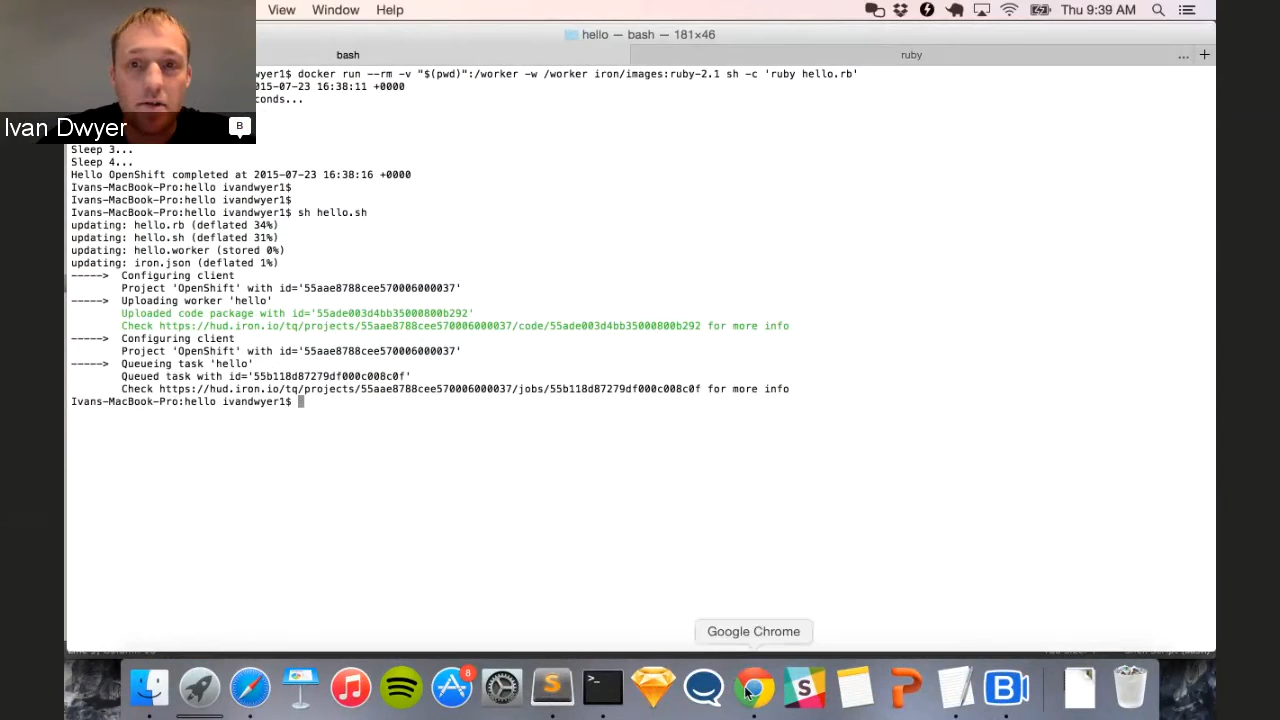 View Window Help
Thu 9:39 AM
hello — bash — 181×46
bash
ruby
... +
wyer1$ docker run --rm -v "$(pwd)":/worker -w /worker iron/images:ruby-2.1 sh -c 'ruby hello.rb'
15-07-23 16:38:11 +0000
conds...
Ivan Dwyer
B
Sleep 3...
Sleep 4...
Hello OpenShift completed at 2015-07-23 16:38:16 +0000
Ivans-MacBook-Pro:hello ivandwyer1$
Ivans-MacBook-Pro:hello ivandwyer1$
Ivans-MacBook-Pro:hello ivandwyer1$ sh hello.sh
updating: hello.rb (deflated 34%)
updating: hello.sh (deflated 31%)
updating: hello.worker (stored 0%)
updating: iron.json (deflated 1%)
-----> Configuring client
Project 'OpenShift' with id='55aae8788cee570006000037'
-----> Uploading worker 'hello'
Uploaded code package with id='55ade003d4bb35000800b292'
Check https://hud.iron.io/tq/projects/55aae8788cee570006000037/code/55ade003d4bb35000800b292 for more info
-----> Configuring client
Project 'OpenShift' with id='55aae8788cee570006000037'
-----> Queueing task 'hello'
Queued task with id='55b118d87279df000c008c0f'
Check https://hud.iron.io/tq/projects/55aae8788cee570006000037/jobs/55b118d87279df000c008c0f for more info
Ivans-MacBook-Pro:hello ivandwyer1$
Google Chrome
8
S
>_
S
P
B